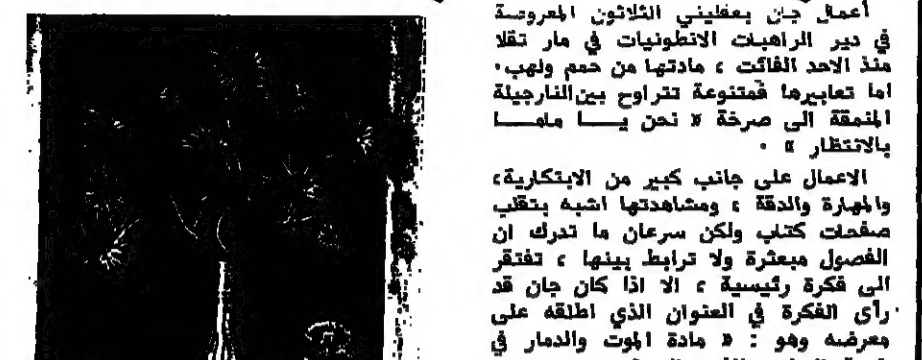 أعمال جان بعقليني الثلاثون المعروضة
في دير الراهبات الانطونيات في مار تقلا
منذ الاحد الفائت ، مادتها من حمم ولهب .
اما تعابيرها فمتنوعة تتراوح بين النارجيلة
المنمقة الى صرخة « نحن يــا مامــا
بالانتظار » .
الاعمال على جانب كبير من الابتكارية،
والمهارة والدقة ، ومشاهدتها اشبه بتقلب
صفحات كتاب ولكن سرعان ما تدرك ان
الفصول مبعثرة ولا ترابط بينها ، تفتقر
الى فكرة رئيسية ، الا اذا كان جان قد
رأى الفكرة في العنوان الذي اطلقه على
معرضه وهو : « مادة الموت والدمار في